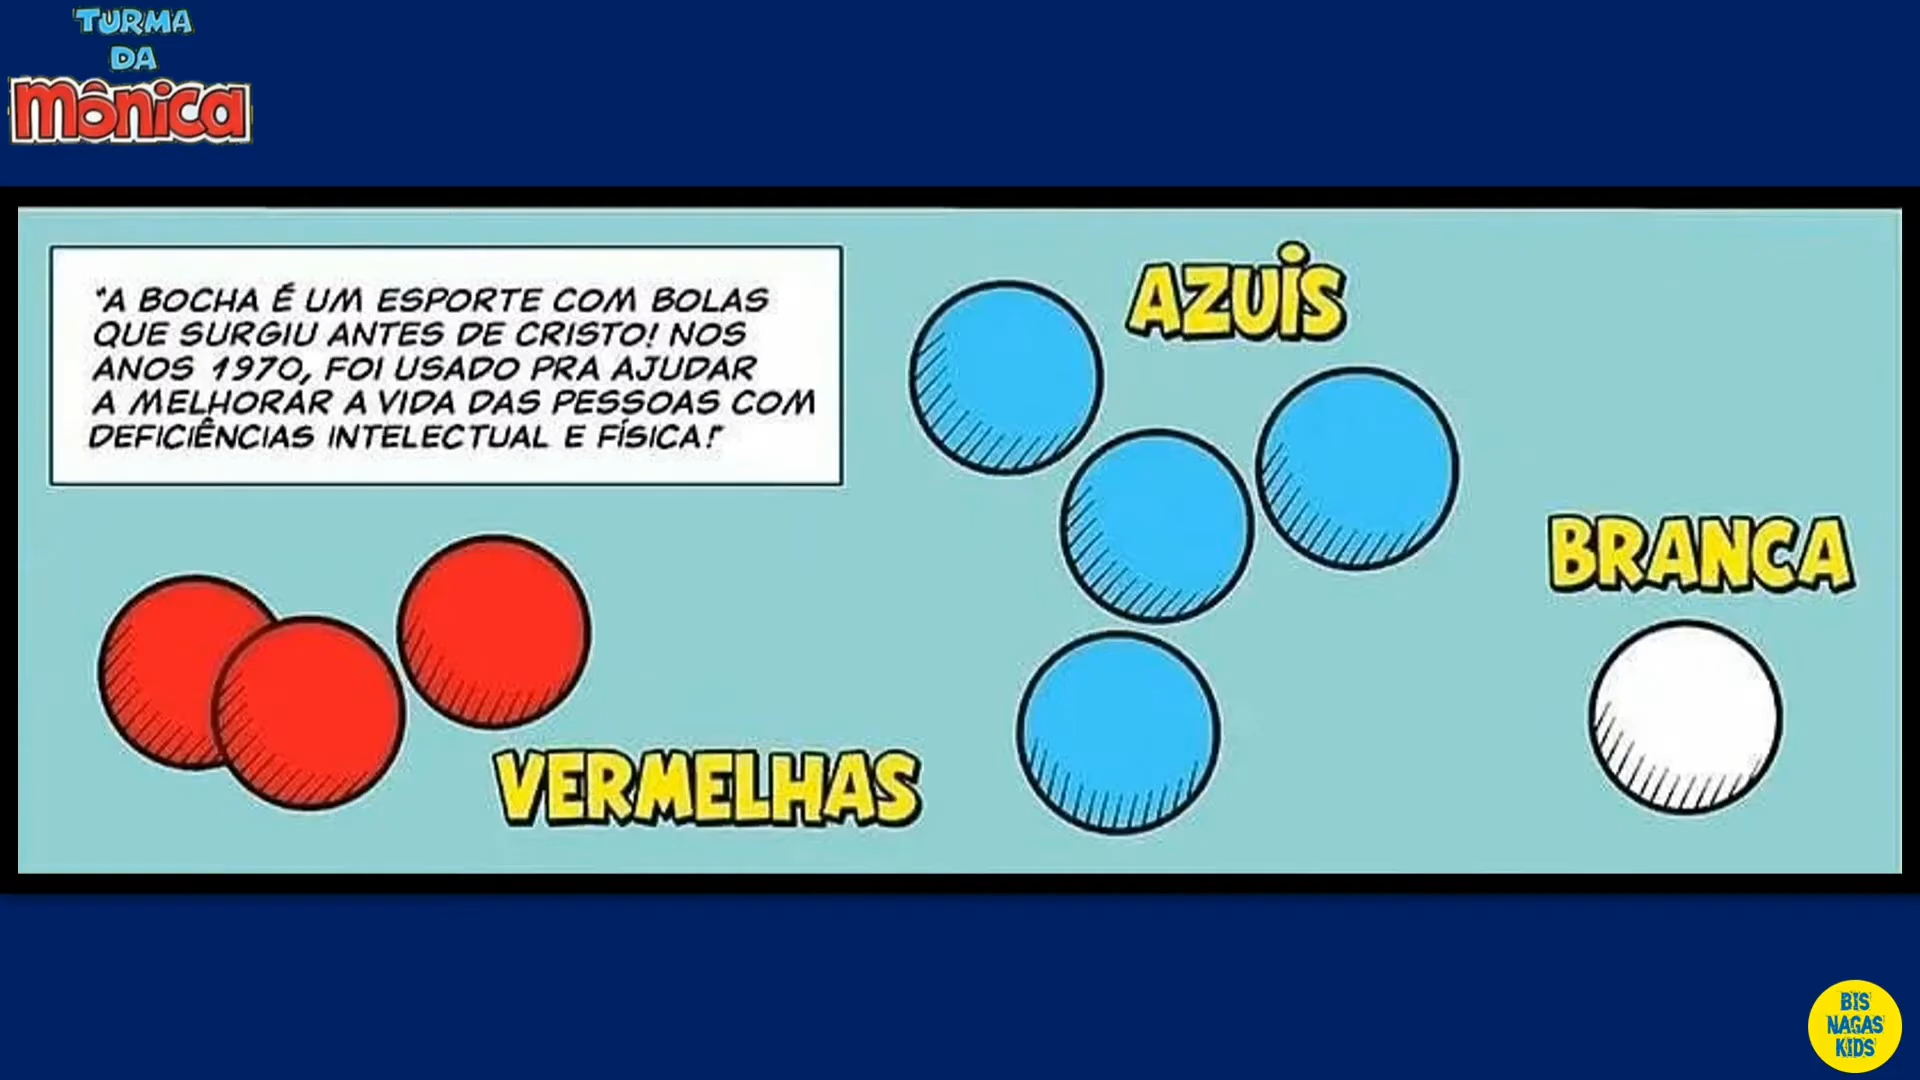 TURMA
DA
MÔNICA
"A BOCHA É UM ESPORTE COM BOLAS
QUE SURGIU ANTES DE CRISTO! NOS
ANOS 1970, FOI USADO PRA AJUDAR
A MELHORAR A VIDA DAS PESSOAS COM
DEFICIÊNCIAS INTELECTUAL E FÍSICA!"
AZUIS
BRANCA
VERMELHAS
BIS
NAGAS
KIDS